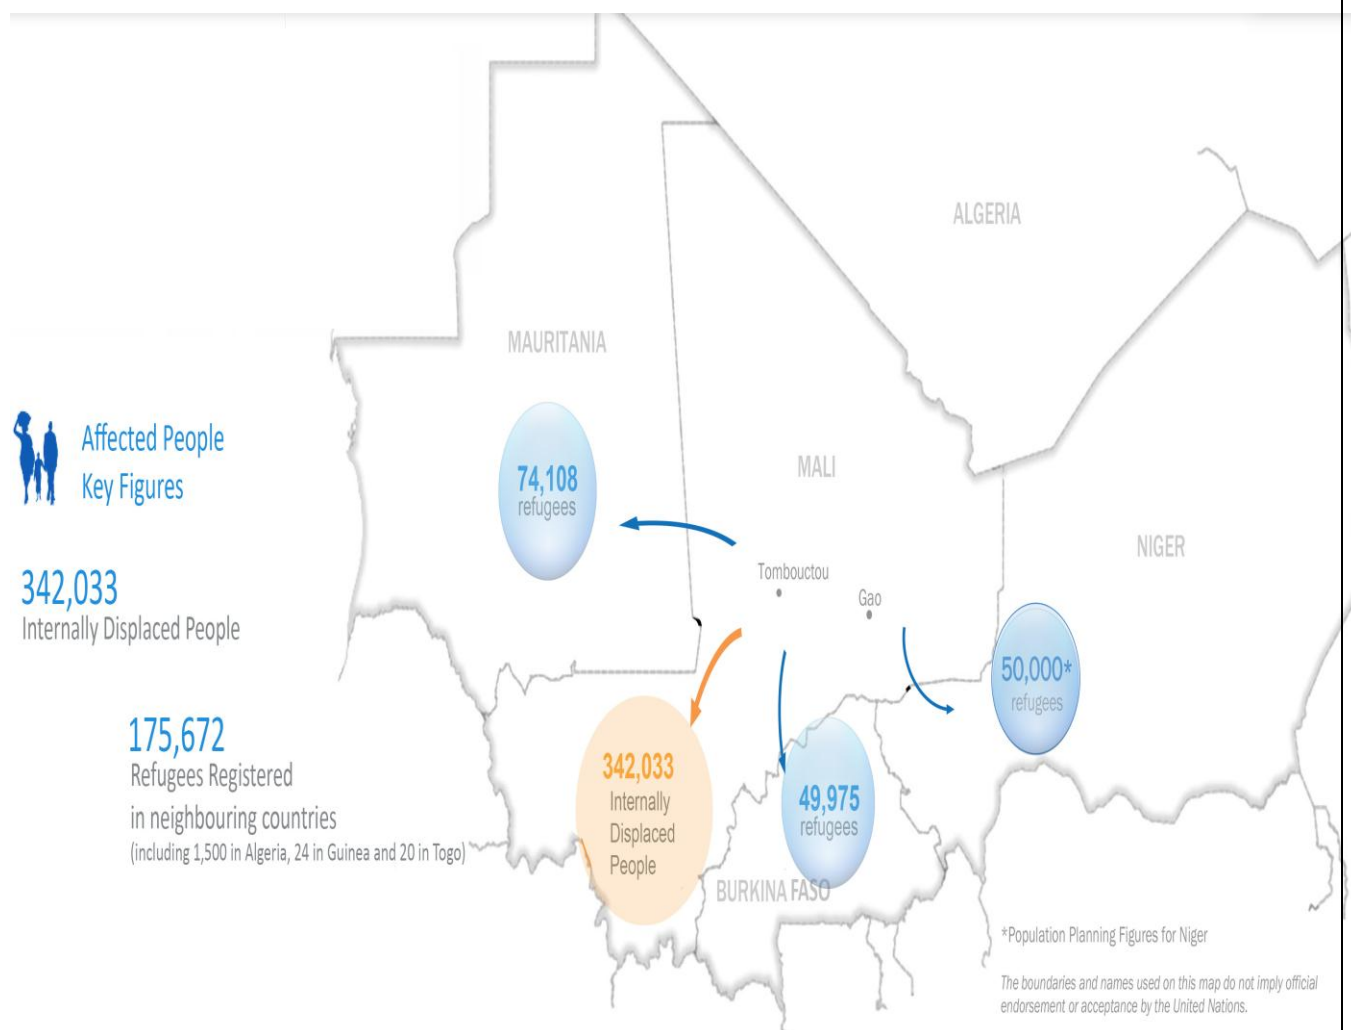 ALGERIA
MAURITANIA
Affected People
Key Figures
74,108
refugees
MALI
NIGER
Tombouctou
Gao
342,033
Internally Displaced People
50,000*
refugees
175,672
Refugees Registered
in neighbouring countries
(including 1,500 in Algeria, 24 in Guinea and 20 in Togo)
342,033
Internally
Displaced
People
49,975
refugees
BURKINA FASO
*Population Planning Figures for Niger
The boundaries and names used on this map do not imply official
endorsement or acceptance by the United Nations.